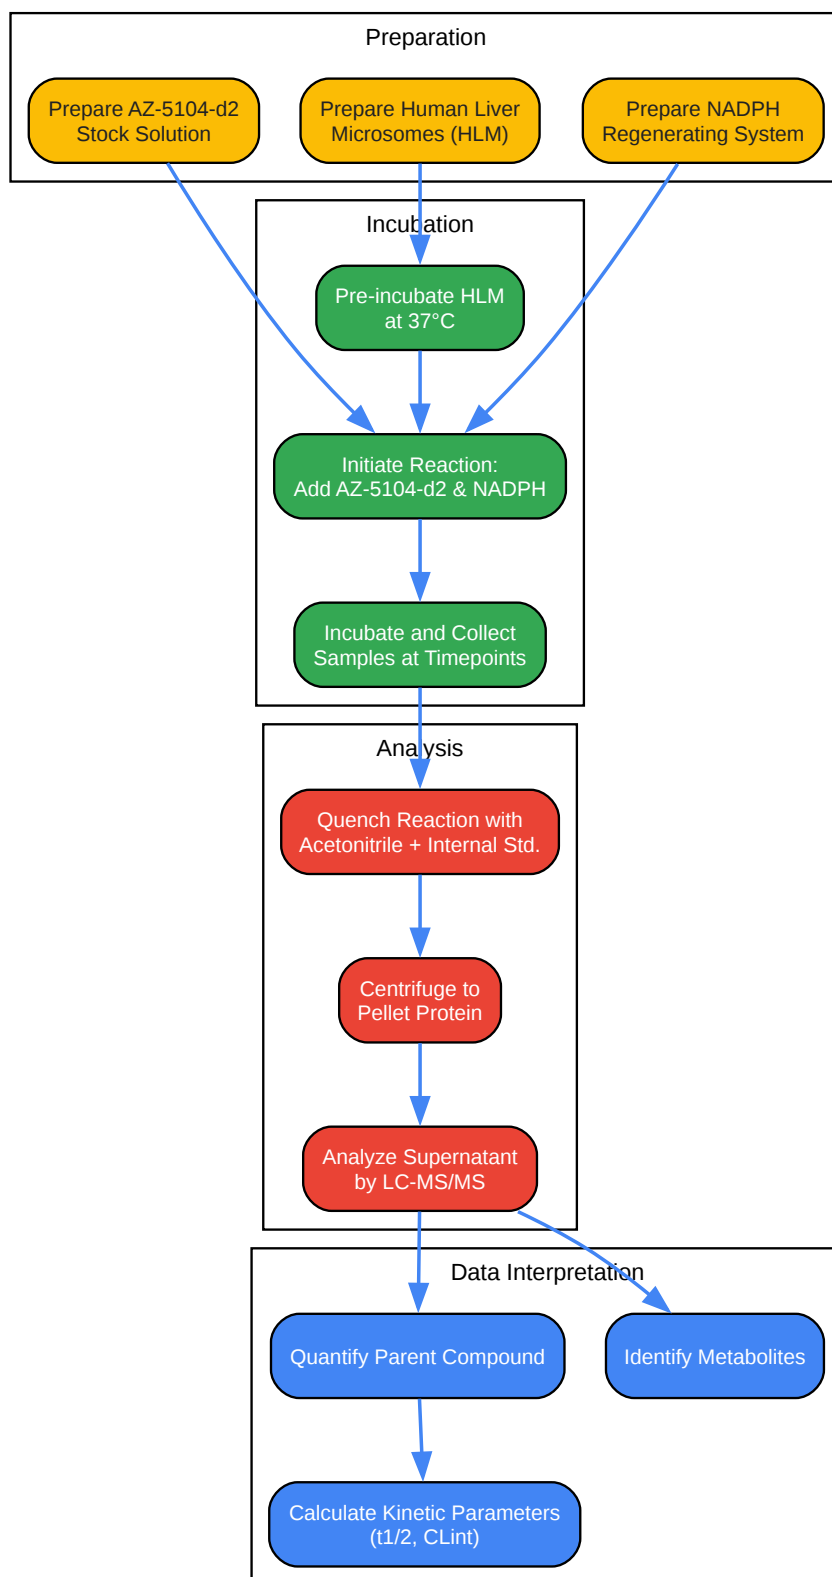 Preparation
Prepare AZ-5104-d2
Stock Solution
Prepare Human Liver
Microsomes (HLM)
Prepare NADPH
Regenerating System
Incubation
Pre-incubate HLM
at 37°C
Initiate Reaction:
Add AZ-5104-d2 & NADPH
Incubate and Collect
Samples at Timepoints
Analysis
Quench Reaction with
Acetonitrile + Internal Std.
Centrifuge to
Pellet Protein
Analyze Supernatant
by LC-MS/MS
Data Interpretation
Quantify Parent Compound
Identify Metabolites
Calculate Kinetic Parameters
(t1/2, CLint)